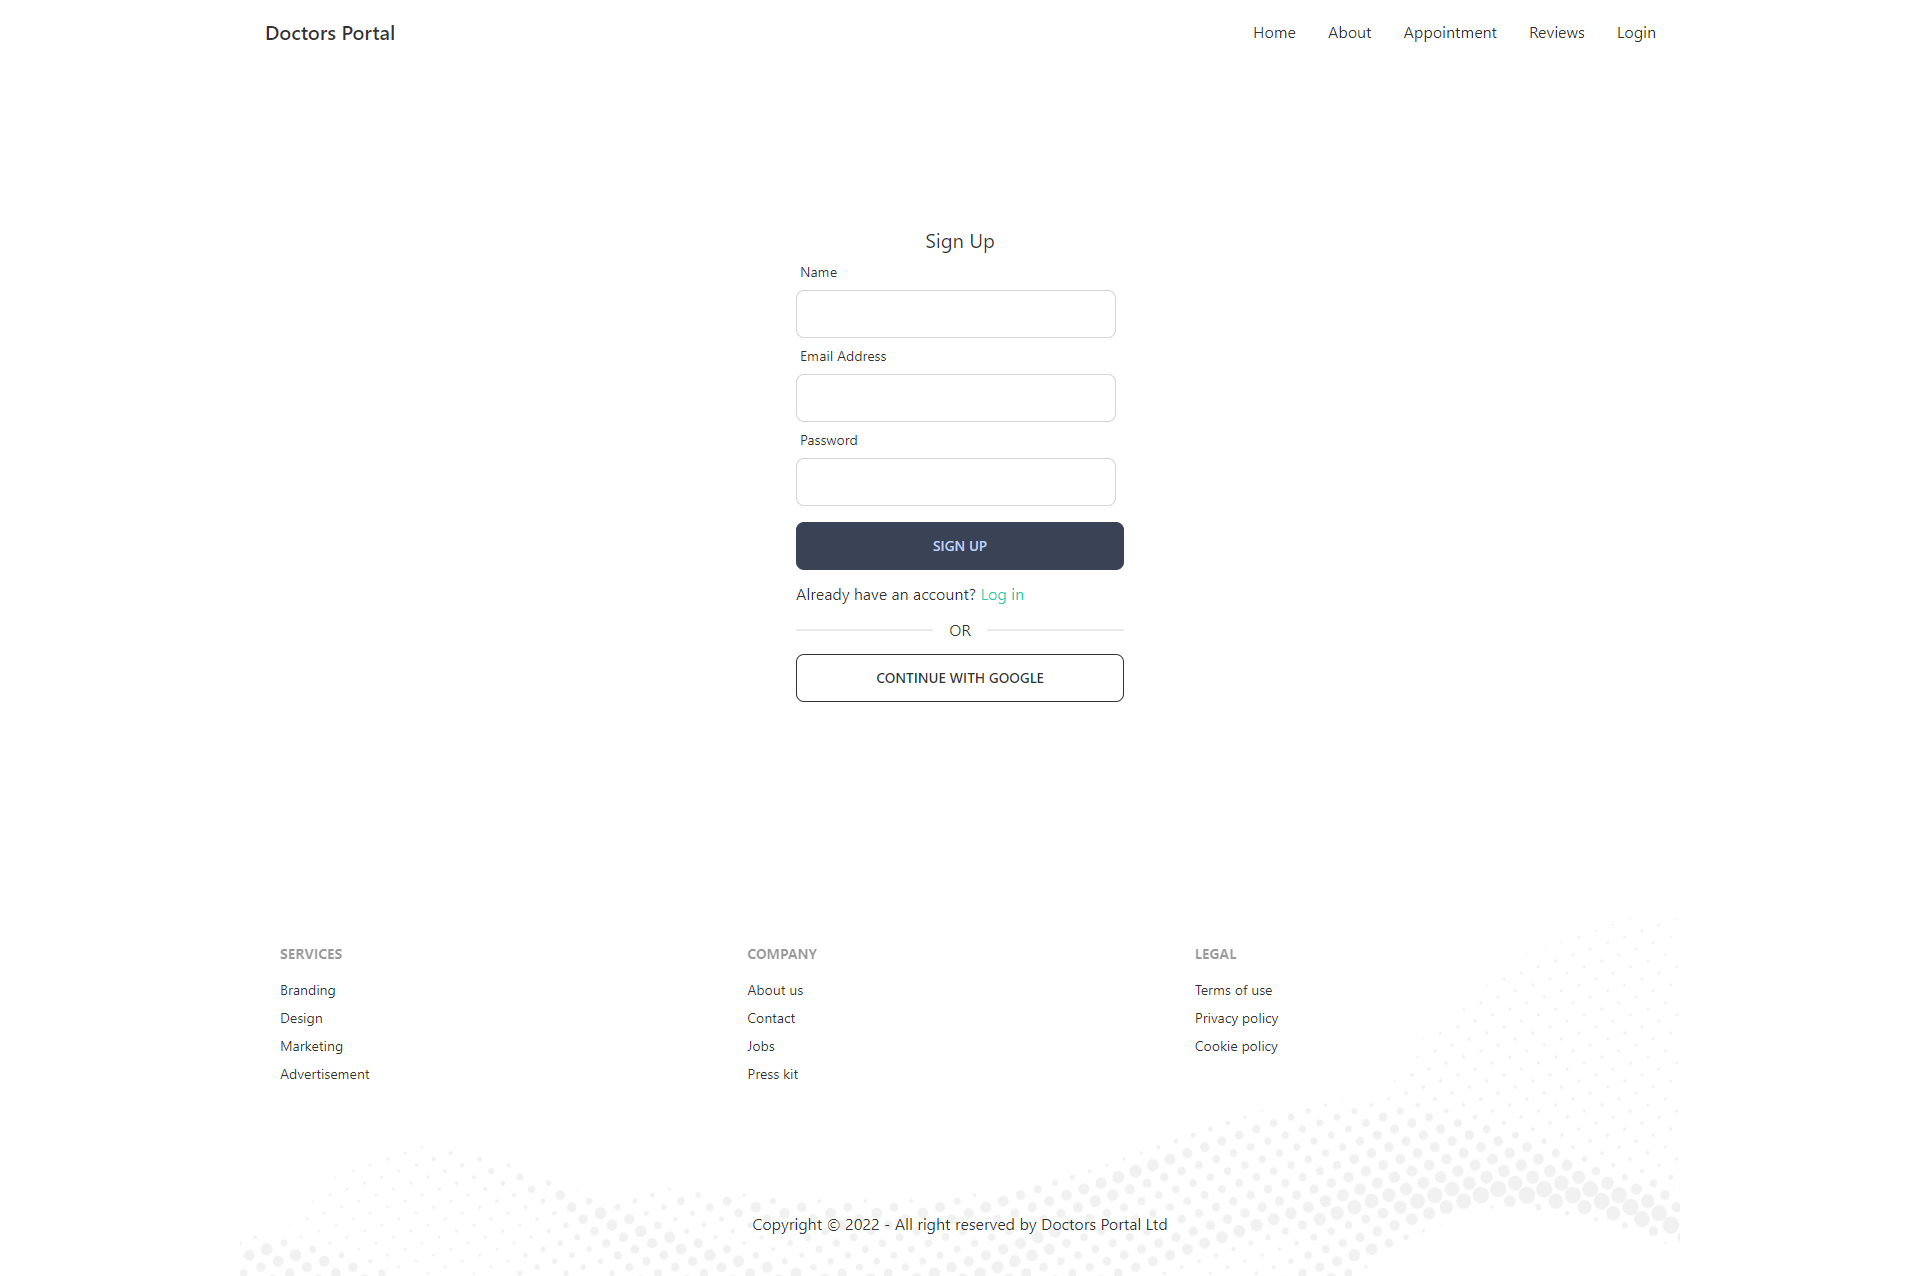 Doctors Portal
Home About Appointment Reviews Login
Sign Up
Name
Email Address
Password
SIGN UP
Already have an account? Log in
OR
CONTINUE WITH GOOGLE
SERVICES
Branding
Design
Marketing
Advertisement
COMPANY
About us
Contact
Jobs
Press kit
LEGAL
Terms of use
Privacy policy
Cookie policy
Copyright © 2022 - All right reserved by Doctors Portal Ltd